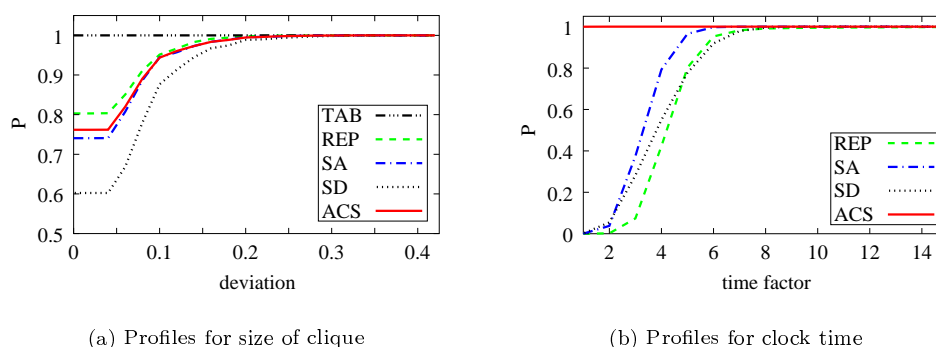 1
0.9
0.8
P
0.7
0.6
0.5
0
0.1
0.2
0.3
0.4
deviation
TAB
REP
SA
SD
ACS
(a) Profiles for size of clique
1
0.8
0.6
P
0.4
0.2
0
2
4
6
8
10
12
14
time factor
REP
SA
SD
ACS
(b) Profiles for clock time